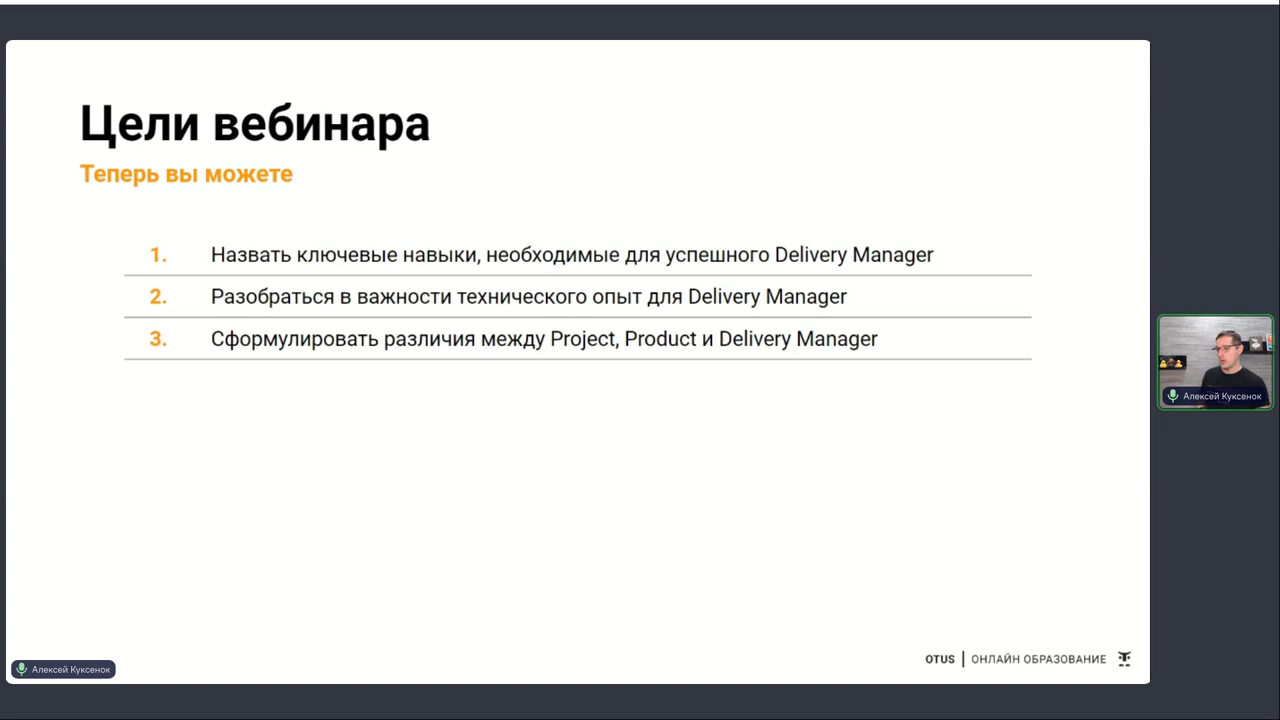 Цели вебинара
Теперь вы можете
1. Назвать ключевые навыки, необходимые для успешного Delivery Manager
2. Разобраться в важности технического опыт для Delivery Manager
3. Сформулировать различия между Project, Product и Delivery Manager
Алексей Куксенок
Алексей Куксенок
OTUS | ОНЛАЙН ОБРАЗОВАНИЕ